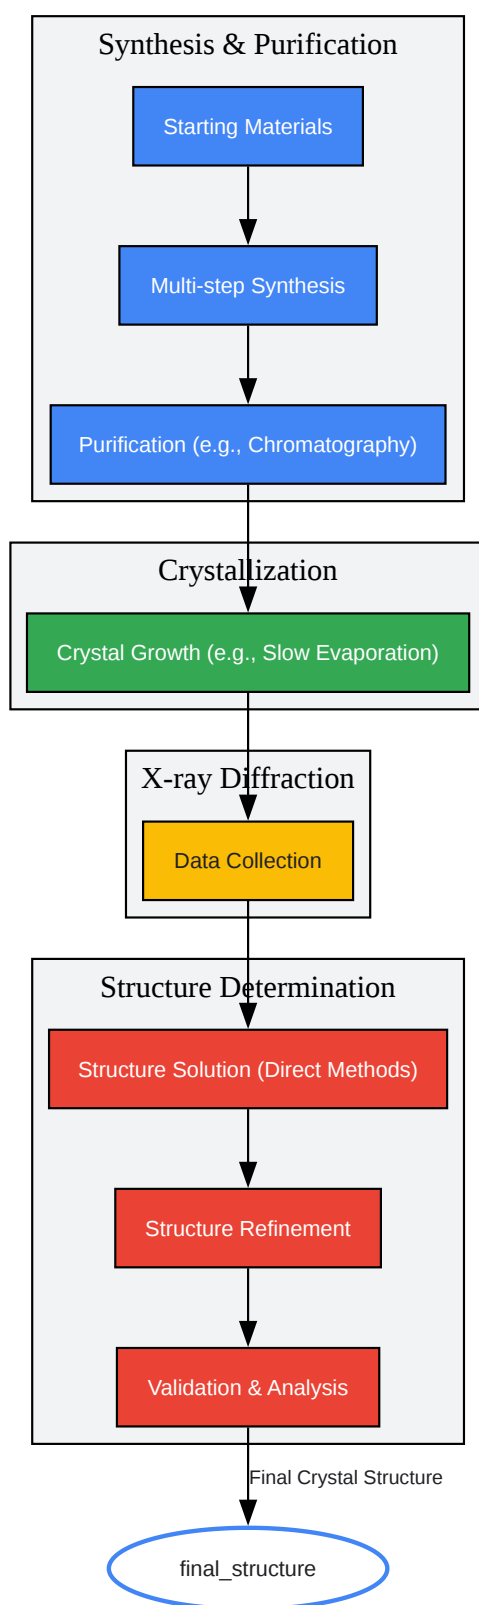 Synthesis & Purification
Starting Materials
Multi-step Synthesis
Purification (e.g., Chromatography)
Crystallization
Crystal Growth (e.g., Slow Evaporation)
X-ray Diffraction
Data Collection
Structure Determination
Structure Solution (Direct Methods)
Structure Refinement
Validation & Analysis
Final Crystal Structure
final_structure